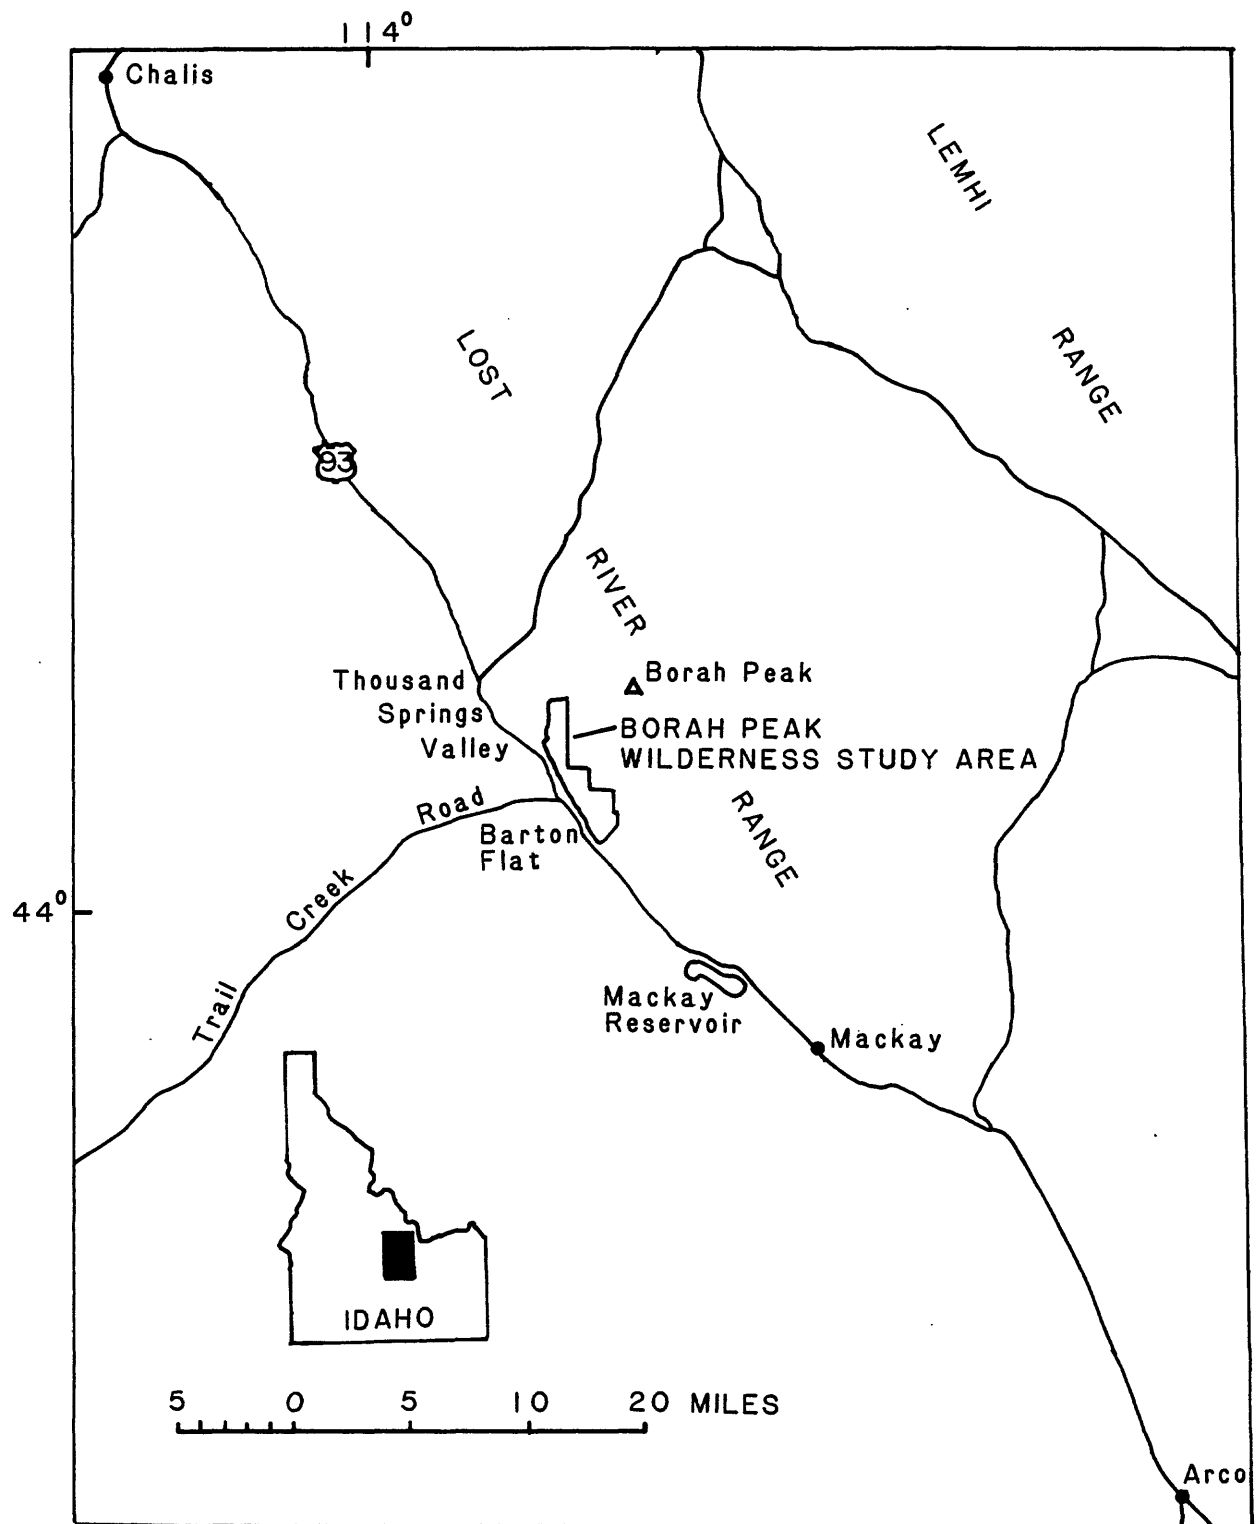 114°
Chalis
LEMHI
RANGE
LOST
93
RIVER
Borah Peak
Thousand
Springs
Valley
BORAH PEAK
WILDERNESS STUDY AREA
RANGE
Trail Creek Road
Barton
Flat
44°
Mackay
Reservoir
Mackay
IDAHO
5 0 5 10 20 MILES
Arco